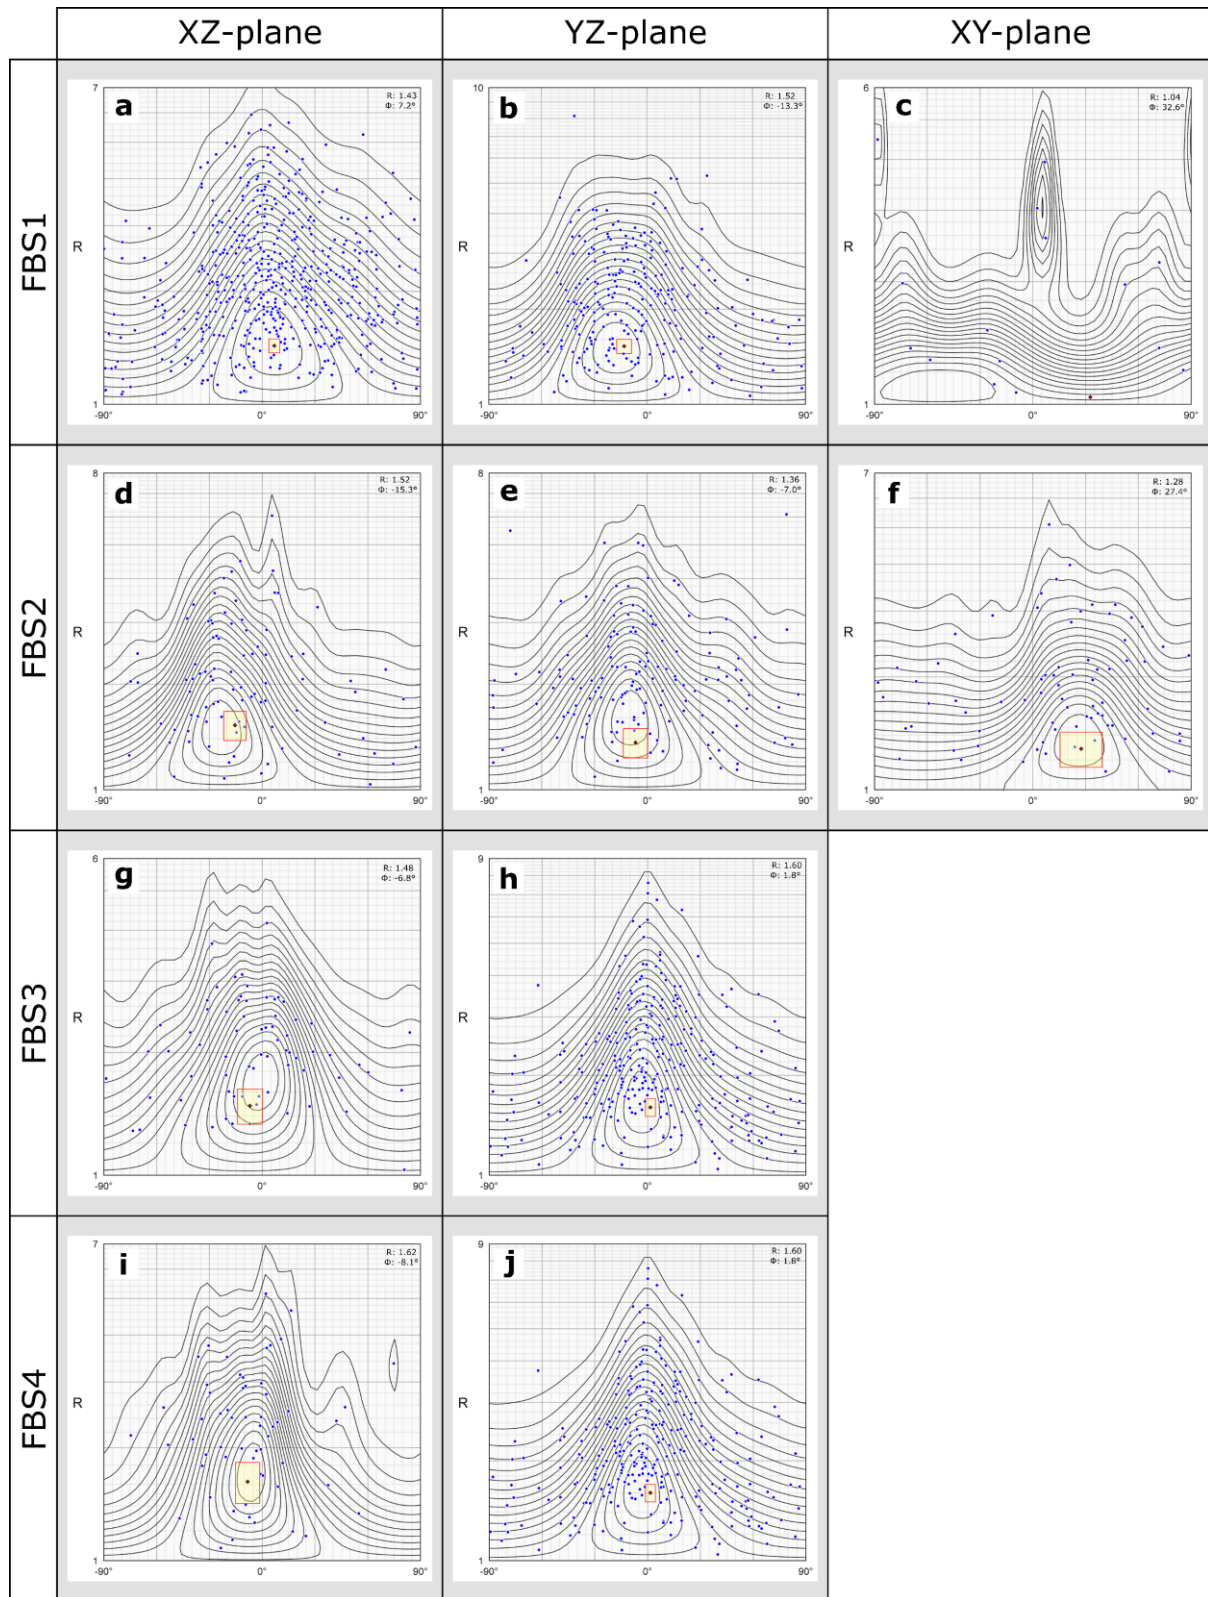 XZ-plane YZ-plane XY-plane
FBS1
a
7
R: 1.43
Φ: 7.2°
R
1
-90° 0° 90°
b
10
R: 1.52
Φ: -13.3°
R
1
-90° 0° 90°
c
6
R: 1.04
Φ: 32.6°
R
1
-90° 0° 90°
FBS2
d
8
R: 1.52
Φ: -15.3°
R
1
-90° 0° 90°
e
8
R: 1.36
Φ: -7.0°
R
1
-90° 0° 90°
f
7
R: 1.28
Φ: 27.4°
R
1
-90° 0° 90°
FBS3
g
6
R: 1.48
Φ: -6.8°
R
1
-90° 0° 90°
h
9
R: 1.60
Φ: 1.8°
R
1
-90° 0° 90°
FBS4
i
7
R: 1.62
Φ: -8.1°
R
1
-90° 0° 90°
j
9
R: 1.60
Φ: 1.8°
R
1
-90° 0° 90°